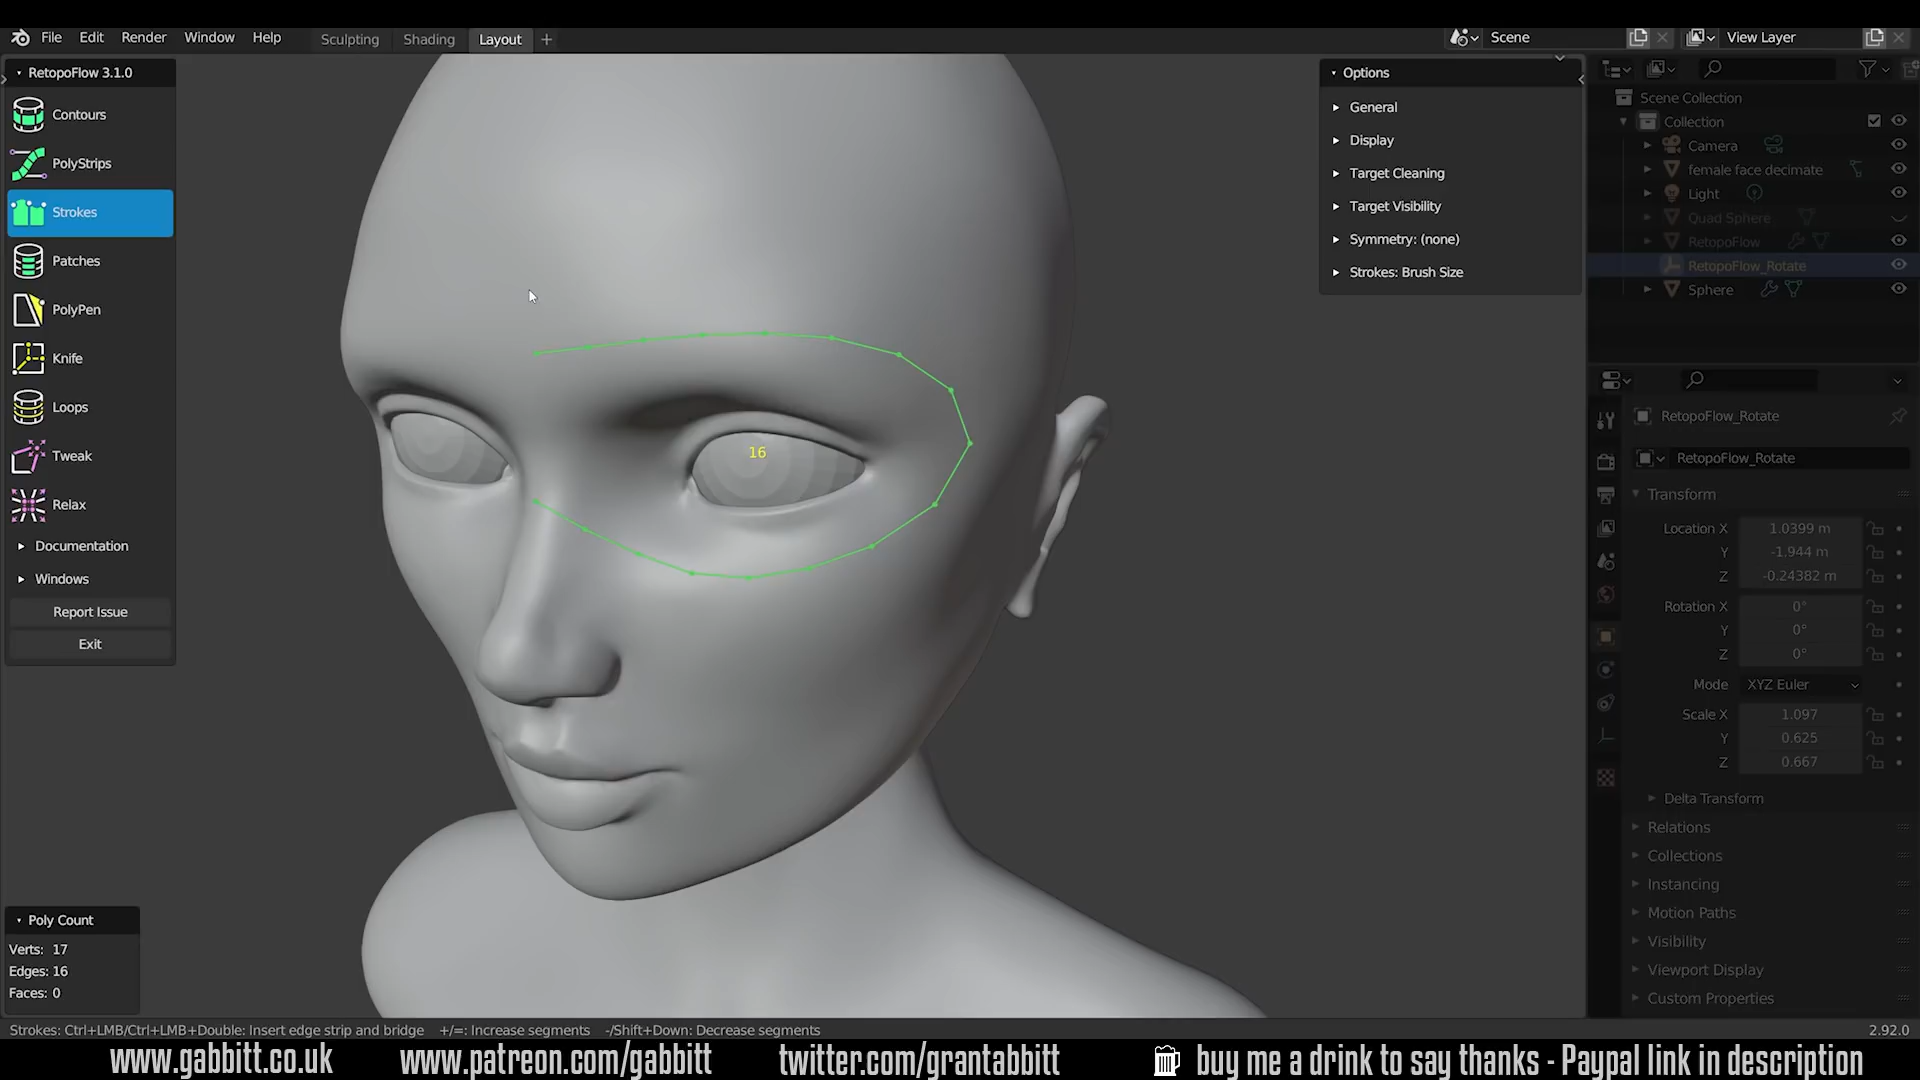 File Edit Render Window Help Sculpting Shading Layout + Scene View Layer
RetopoFlow 3.1.0
Contours
PolyStrips
Strokes
Patches
PolyPen
Knife
Loops
Tweak
Relax
Documentation
Windows
Report Issue
Exit
16
Options
General
Display
Target Cleaning
Target Visibility
Symmetry: (none)
Strokes: Brush Size
Scene Collection
Collection
Camera
female face decimate
Light
Quad Sphere
RetopoFlow
RetopoFlow_Rotate
Sphere
RetopoFlow_Rotate
RetopoFlow_Rotate
Transform
Location X 1.0399 m
Y -1.944 m
Z -0.24382 m
Rotation X 0°
Y 0°
Z 0°
Mode XYZ Euler
Scale X 1.097
Y 0.625
Z 0.667
Delta Transform
Relations
Collections
Instancing
Motion Paths
Visibility
Viewport Display
Custom Properties
Poly Count
Verts: 17
Edges: 16
Faces: 0
Strokes: Ctrl+LMB/Ctrl+LMB+Double: Insert edge strip and bridge +/=: Increase segments -/Shift+Down: Decrease segments 2.92.0
www.gabbitt.co.uk www.patreon.com/gabbitt twitter.com/grantabbitt buy me a drink to say thanks - Paypal link in description